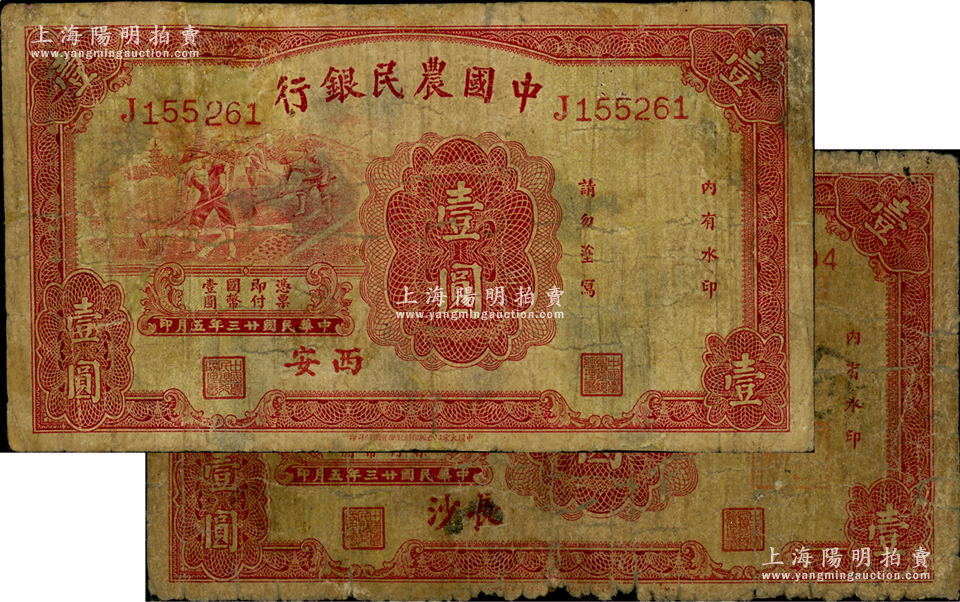 上海陽明拍賣
www.yangmingauction.com
行銀民農國中
J155261
J155261
壹
壹
壹圓
內有水印
請勿塗寫
憑票
即付
國幣
壹圓
印月五年三廿國民華中
安西
壹圓
壹
上海陽明拍賣
www.yangmingauction.com
壹
94
內有水印
圓
印月五年三廿國民華中
沙長
壹圓
壹
上海陽明拍賣
www.yangmingauction.com